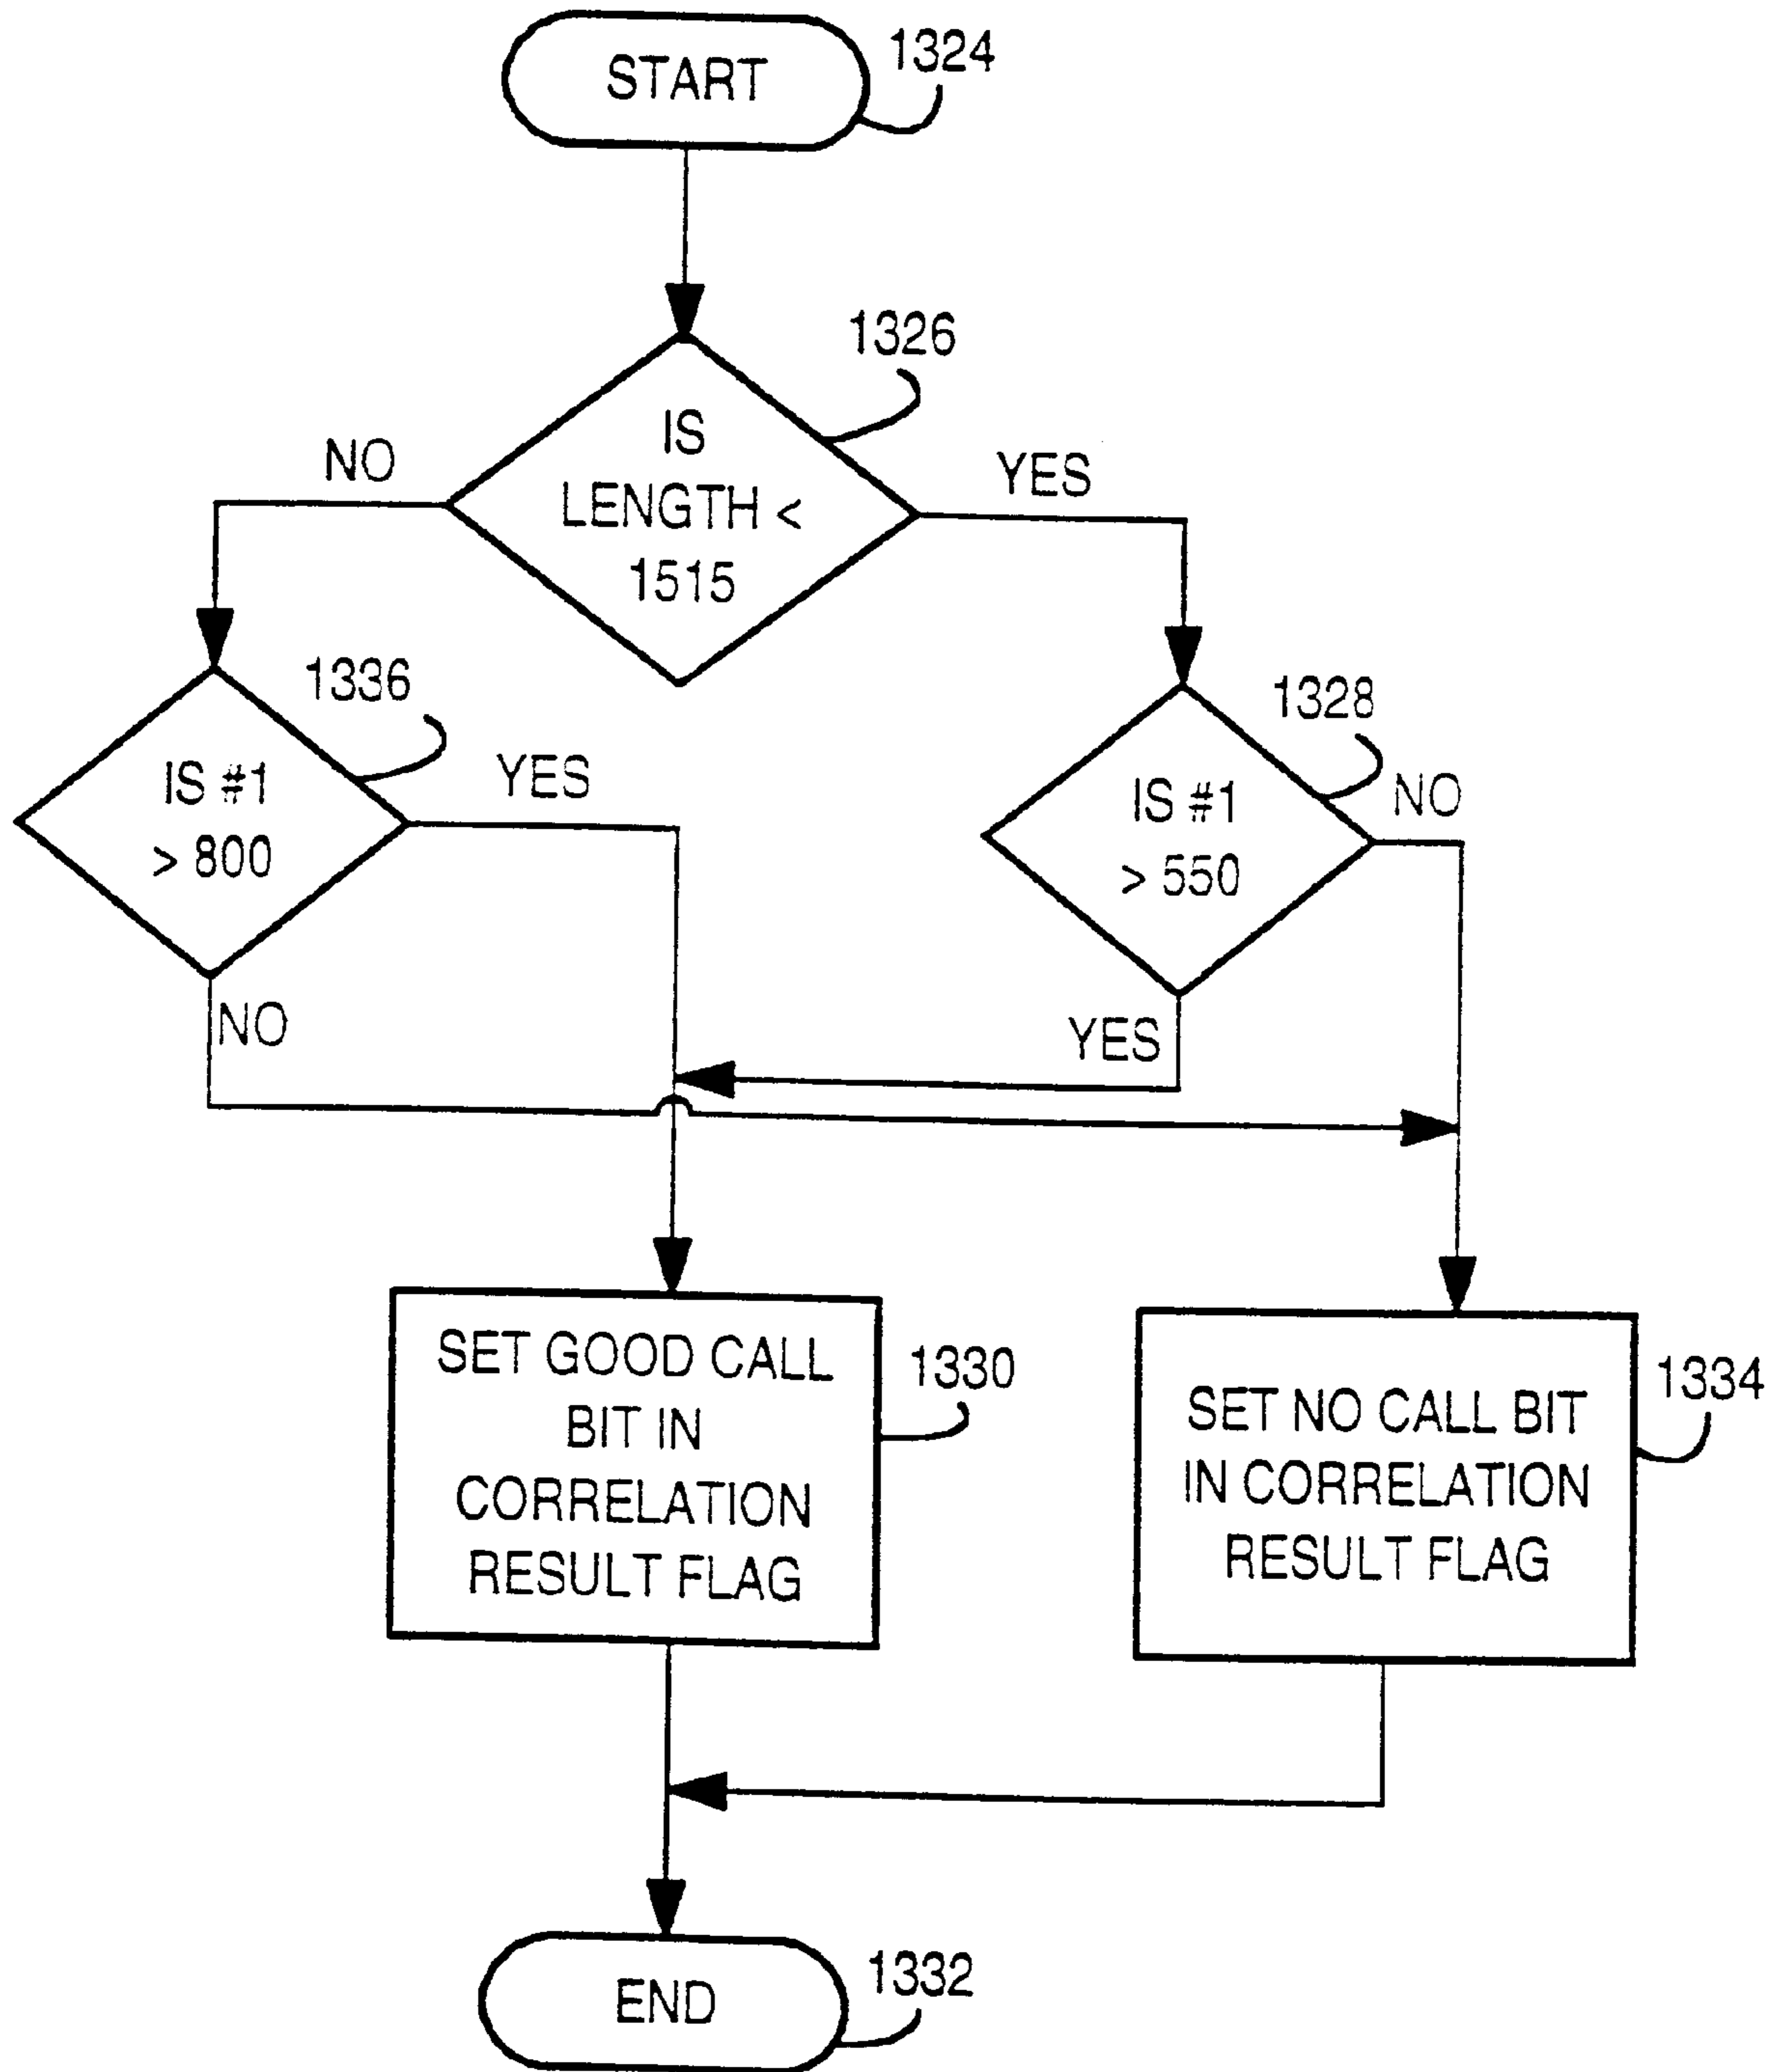 START
1324
1326
IS
LENGTH <
1515
NO
YES
1336
IS #1
> 800
YES
NO
1328
IS #1
> 550
NO
YES
SET GOOD CALL
BIT IN
CORRELATION
RESULT FLAG
1330
SET NO CALL BIT
IN CORRELATION
RESULT FLAG
1334
END
1332